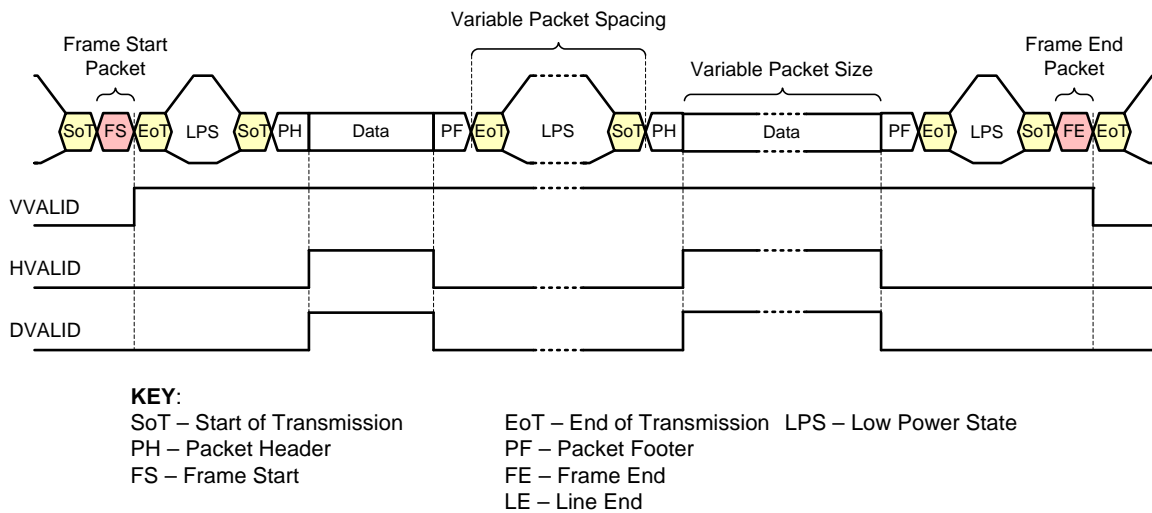 Variable Packet Spacing
Frame Start
Packet
Variable Packet Size
Frame End
Packet
SoT FS EoT LPS SoT PH Data PF EoT LPS SoT PH Data PF EoT LPS SoT FE EoT
VVALID
HVALID
DVALID
KEY:
SoT – Start of Transmission EoT – End of Transmission LPS – Low Power State
PH – Packet Header PF – Packet Footer
FS – Frame Start FE – Frame End
LE – Line End